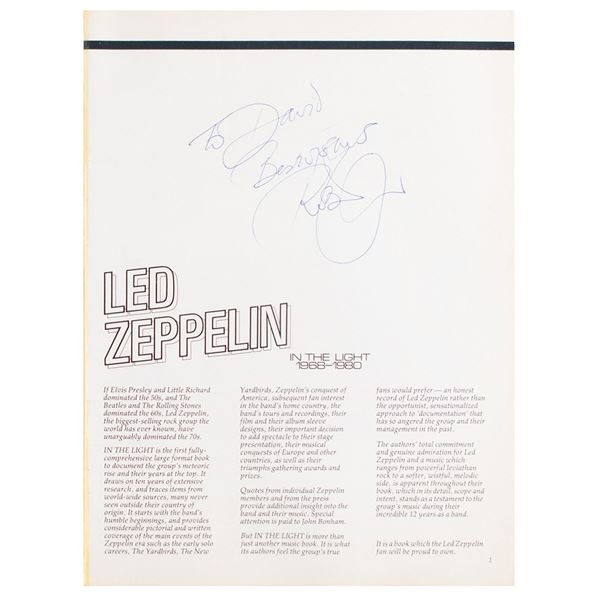 To David
Best wishes
LED
ZEPPELIN
IN THE LIGHT
1968–1980
If Elvis Presley and Little Richard
dominated the 50s, and The
Beatles and The Rolling Stones
dominated the 60s, Led Zeppelin,
the biggest-selling rock group the
world has ever known, have
unarguably dominated the 70s.
IN THE LIGHT is the first fully-
comprehensive large format book
to document the group's meteoric
rise and their years at the top. It
draws on ten years of extensive
research, and traces items from
world-wide sources, many never
seen outside their country of
origin. It starts with the band's
humble beginnings, and provides
considerable pictorial and written
coverage of the main events of the
Zeppelin era such as the early solo
careers, The Yardbirds, The New
Yardbirds, Zeppelin's conquest of
America, subsequent fan interest
in the band's home country, the
band's tours and recordings, their
film and their album sleeve
designs, their important decision
to add spectacle to their stage
presentation, their musical
conquests of Europe and other
countries, as well as their
triumphs gathering awards and
prizes.
Quotes from individual Zeppelin
members and from the press
provide additional insight into the
band and their music. Special
attention is paid to John Bonham.
But IN THE LIGHT is more than
just another music book. It is what
its authors feel the group's true
fans would prefer — an honest
record of Led Zeppelin rather than
the opportunist, sensationalized
approach to 'documentation' that
has so angered the group and their
management in the past.
The authors' total commitment
and genuine admiration for Led
Zeppelin and a music which
ranges from powerful leviathan
rock to a softer, wistful, melodic
side, is apparent throughout their
book, which in its detail, scope and
intent, stands as a testament to the
group's music during their
incredible 12 years as a band.
It is a book which the Led Zeppelin
fan will be proud to own.
1